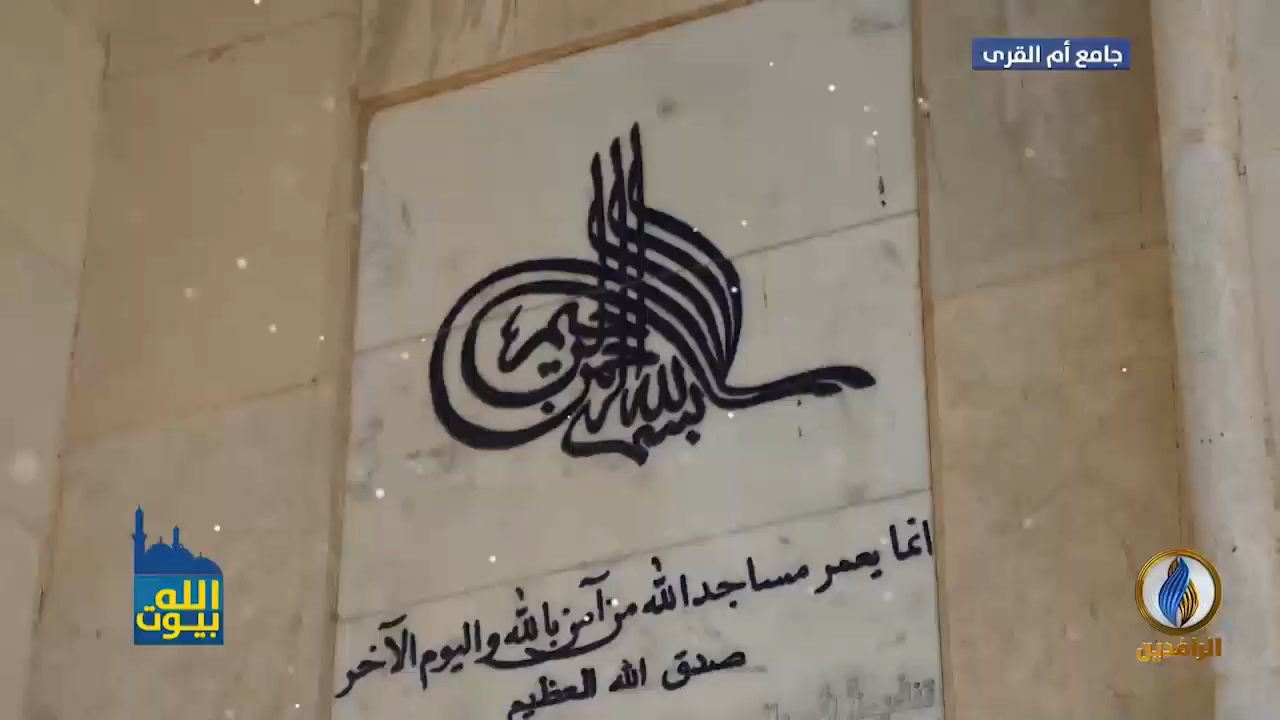 جامع أم القرى
بسم الله الرحمن الرحيم
انما يعمر مساجد الله من آمن بالله واليوم الآخر
صدق الله العظيم
الله
بيوت
الرافدين